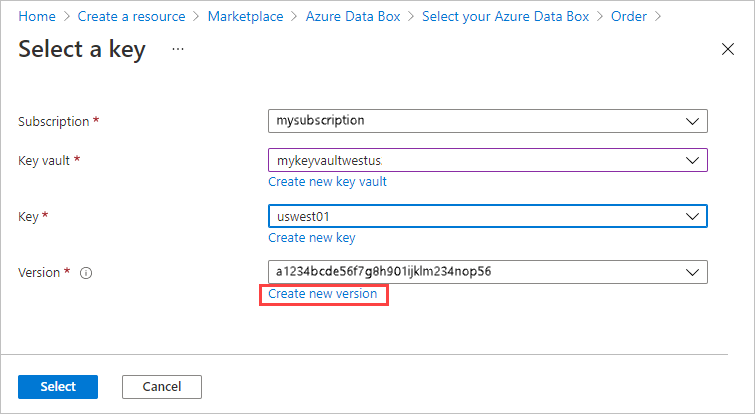 Home > Create a resource > Marketplace > Azure Data Box > Select your Azure Data Box > Order >
Select a key ...
Subscription * mysubscription
Key vault * mykeyvaultwestus
Create new key vault
Key * uswest01
Create new key
Version * a1234bcde56f7g8h901ijklm234nop56
Create new version
Select Cancel